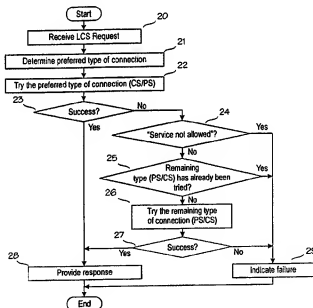 Start
20
Receive LCS Request
21
Determine preferred type of connection
22
Try the preferred type of connection (CS/PS)
23
Success?
No
24
Yes
"Service not allowed"?
Yes
No
25
Remaining
type (PS/CS) has already been
tried?
Yes
No
26
Try the remaining type
of connection (PS/CS)
27
Yes
Success?
No
28
Provide response
29
Indicate failure
End